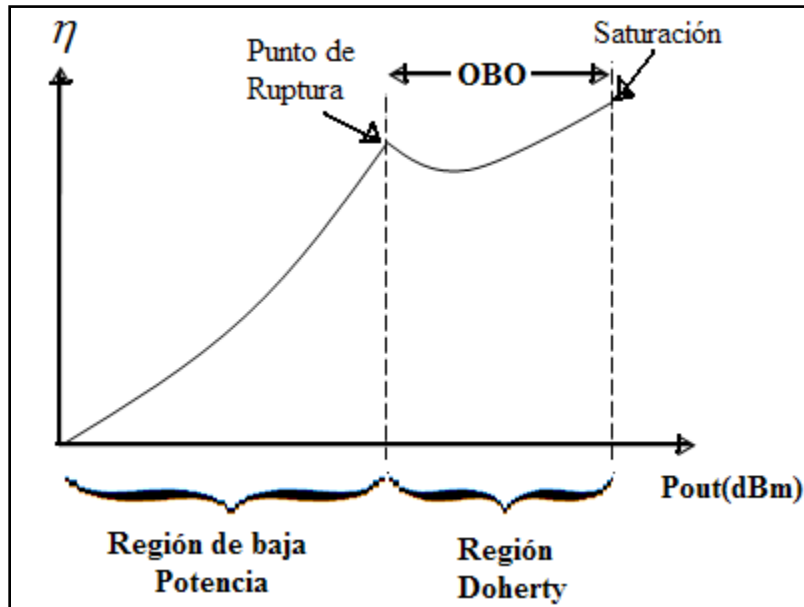 η
Punto de
Ruptura
OBO
Saturación
Pout(dBm)
Región de baja
Potencia
Región
Doherty